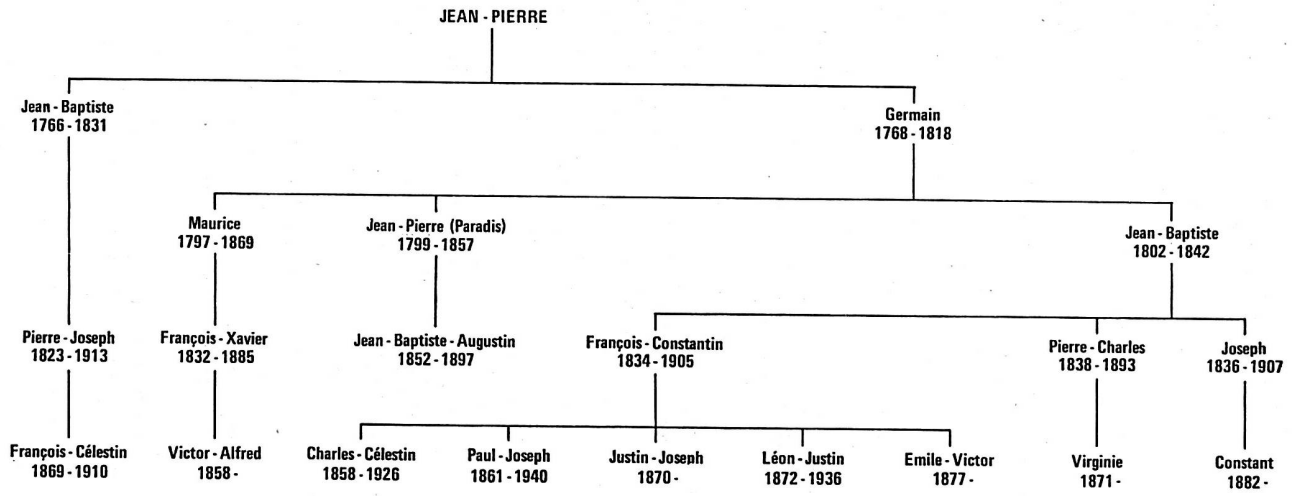 JEAN - PIERRE
Jean - Baptiste
1766 - 1831
Germain
1768 - 1818
Maurice
1797 - 1869
Jean - Pierre (Paradis)
1799 - 1857
Jean - Baptiste
1802 - 1842
Pierre - Joseph
1823 - 1913
François - Xavier
1832 - 1885
Jean - Baptiste - Augustin
1852 - 1897
François - Constantin
1834 - 1905
Pierre - Charles
1838 - 1893
Joseph
1836 - 1907
François - Célestin
1869 - 1910
Victor - Alfred
1858 -
Charles - Célestin
1858 - 1926
Paul - Joseph
1861 - 1940
Justin - Joseph
1870 -
Léon - Justin
1872 - 1936
Emile - Victor
1877 -
Virginie
1871 -
Constant
1882 -